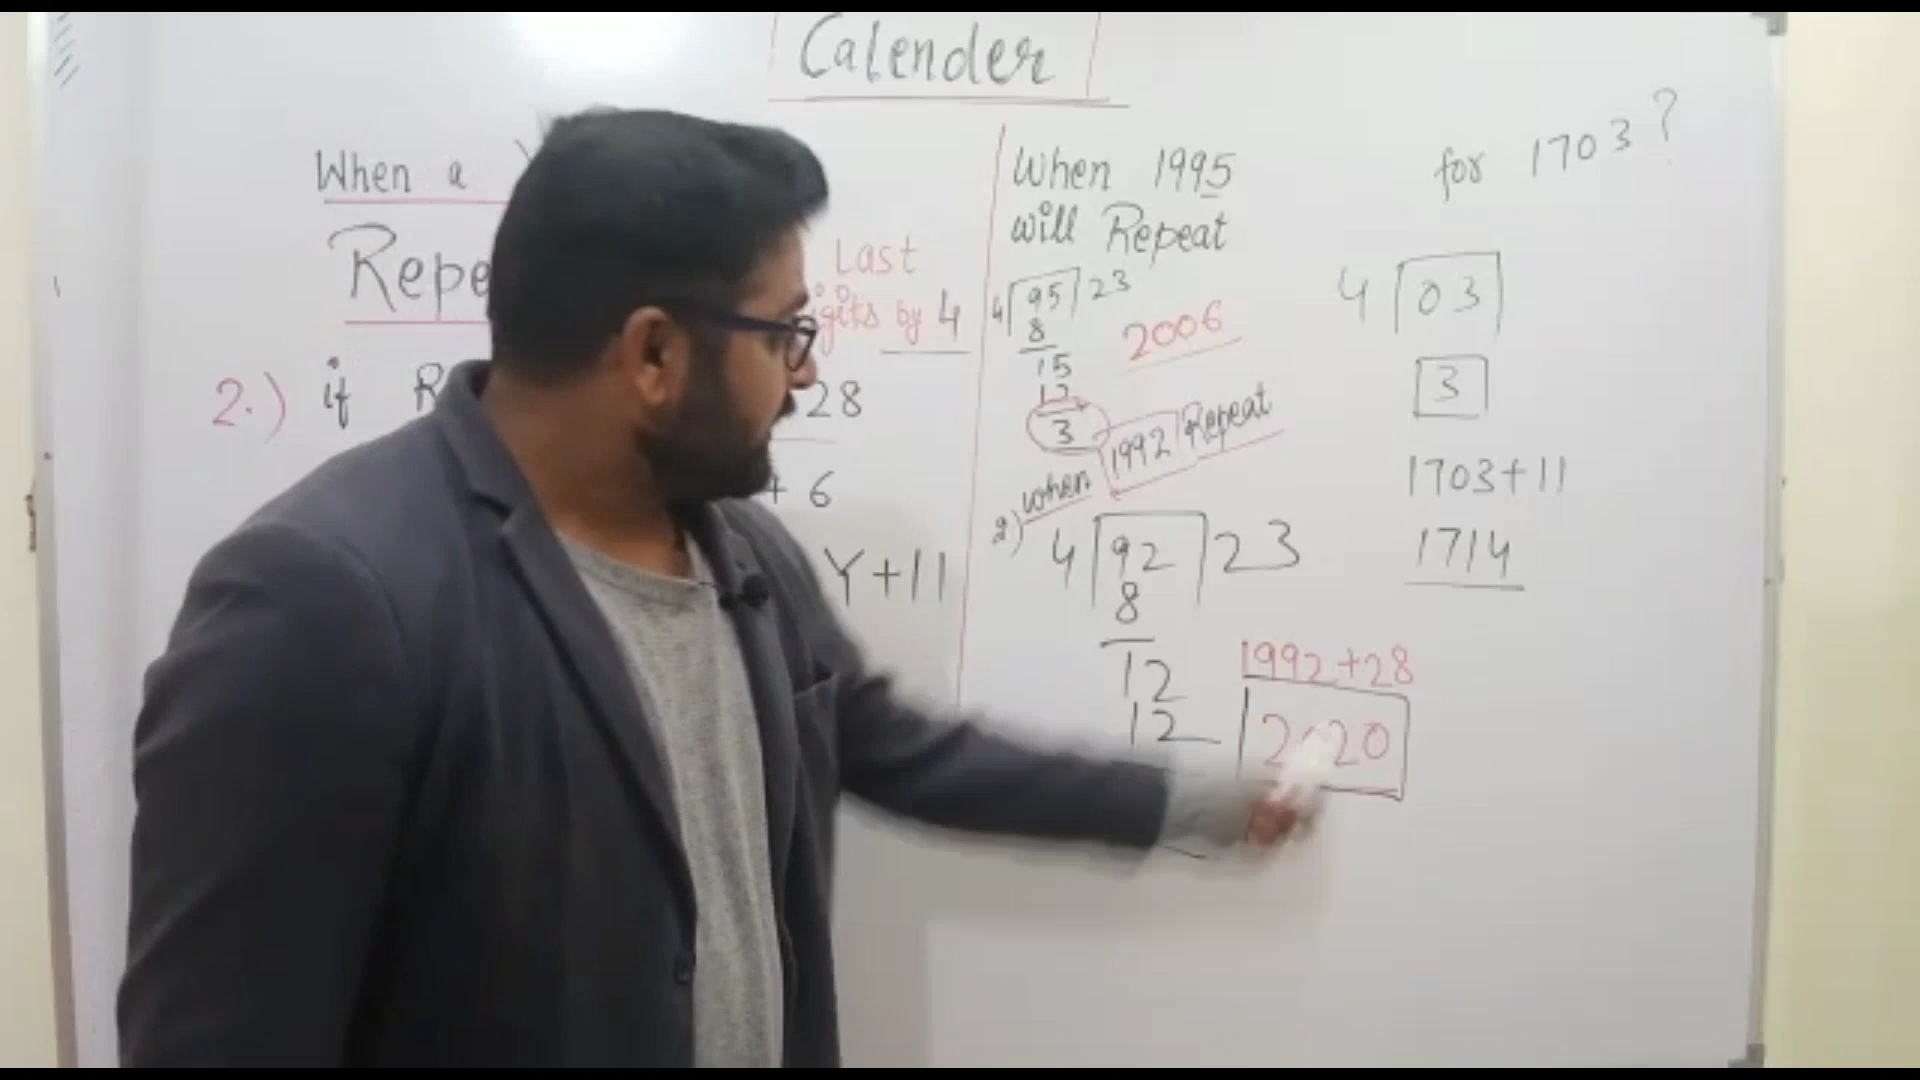 Calender
When a
Repe
Last
igits by 4
2.) if R 28
+ 6
Y+11
When 1995
will Repeat
4 95 23
8
15
12
3
2006
2) when 1992 Repeat
4 92 23
8
12
12
1992+28
2020
for 1703?
4 03
3
1703+11
1714